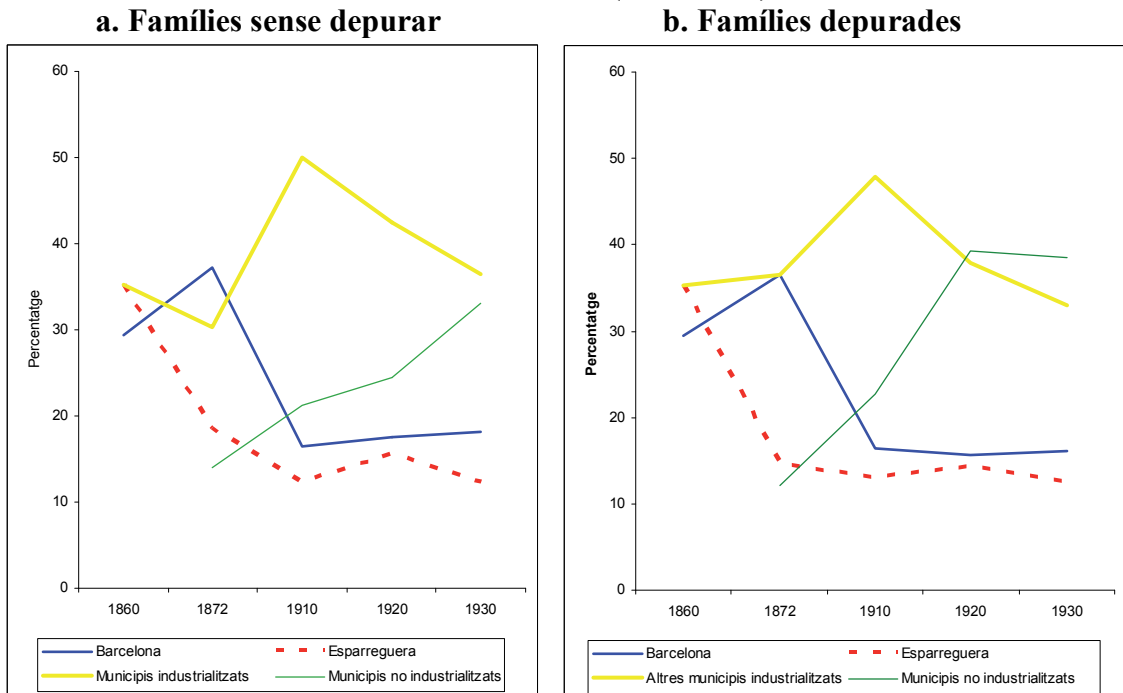 a. Famílies sense depurar
60
50
40
30
20
10
0
Percentatge
1860 1872 1910 1920 1930
Barcelona Esparreguera
Municipis industrialitzats Municipis no industrialitzats
b. Famílies depurades
60
50
40
30
20
10
0
Percentatge
1860 1872 1910 1920 1930
Barcelona Esparreguera
Altres municipis industrialitzats Municipis no industrialitzats